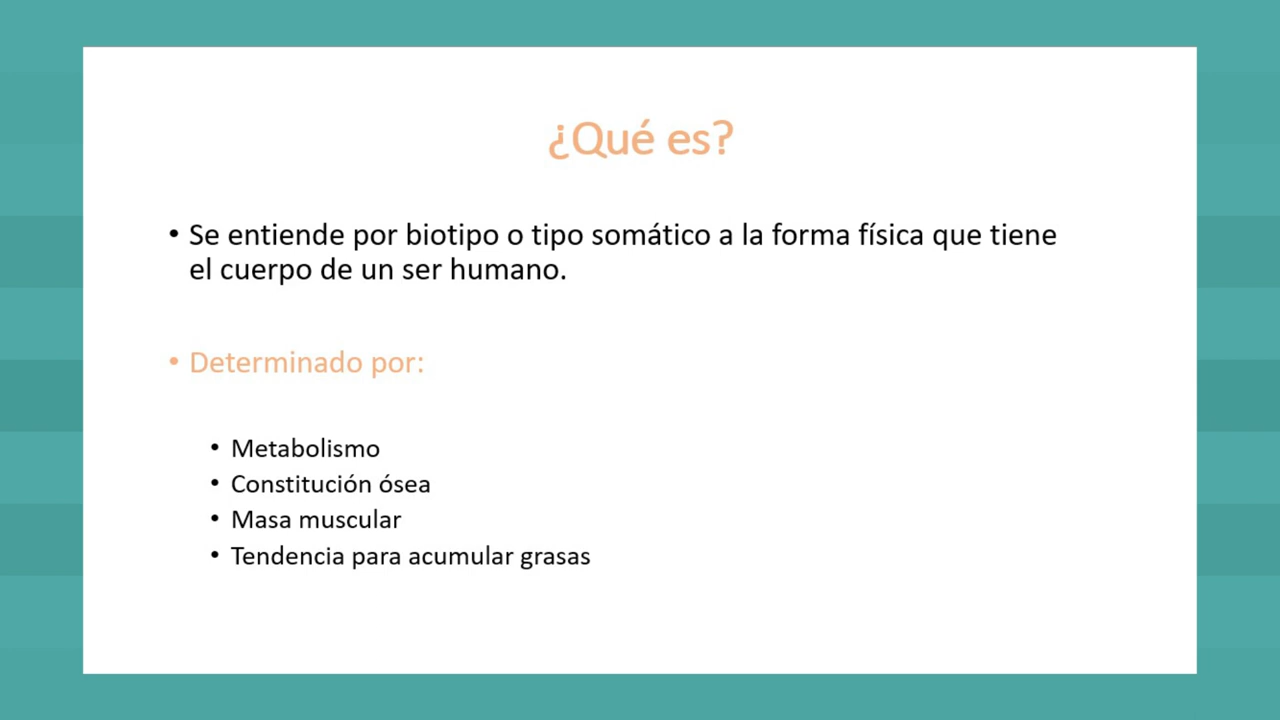 ¿Qué es?
• Se entiende por biotipo o tipo somático a la forma física que tiene
el cuerpo de un ser humano.
• Determinado por:
• Metabolismo
• Constitución ósea
• Masa muscular
• Tendencia para acumular grasas